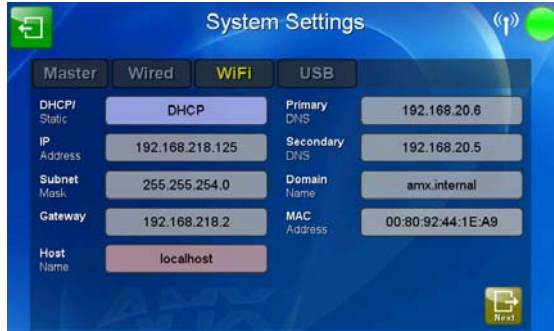 System Settings
Master Wired WiFi USB
DHCP/
Static
DHCP
Primary
DNS
192.168.20.6
IP
Address
192.168.218.125
Secondary
DNS
192.168.20.5
Subnet
Mask
255.255.254.0
Domain
Name
amx.internal
Gateway
192.168.218.2
MAC
Address
00:80:92:44:1E:A9
Host
Name
localhost
Next
AMX